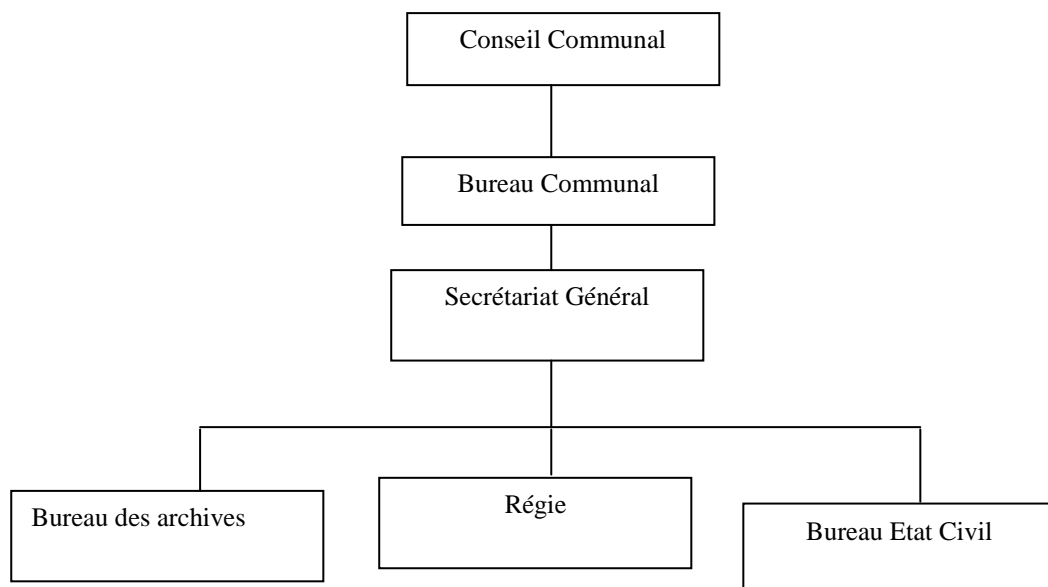 Conseil Communal
Bureau Communal
Secrétariat Général
Bureau des archives
Régie
Bureau Etat Civil